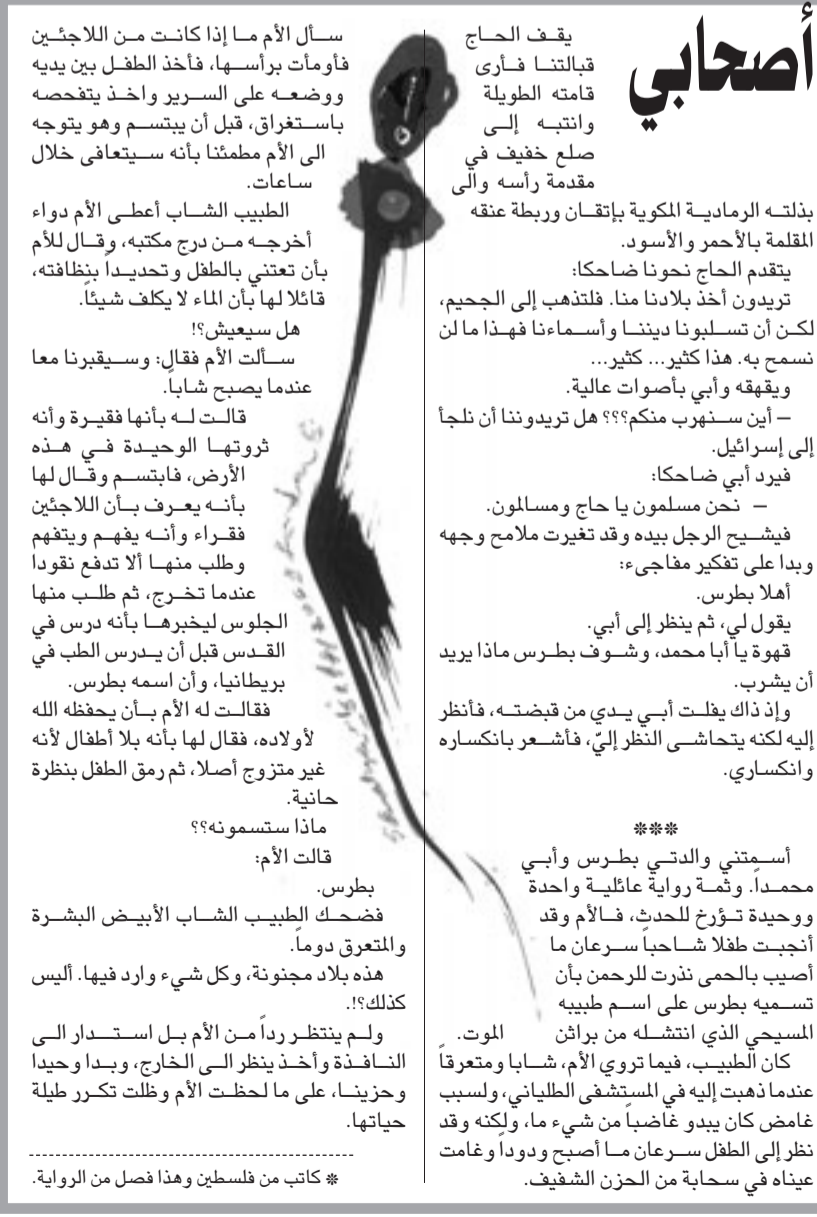 أصحابي
يقف الحاج
قبالتنا فأرى
قامته الطويلة
وانتبه إلى
صلع خفيف في
مقدمة رأسه والى
بذلته الرمادية المكوية بإتقان وربطة عنقه
المقلمة بالأحمر والأسود.
يتقدم الحاج نحونا ضاحكا:
تريدون أخذ بلادنا منا. فلتذهب إلى الجحيم،
لكن أن تسلبونا ديننا وأسماءنا فهذا ما لن
نسمح به. هذا كثير... كثير...
ويقهقه وأبي بأصوات عالية.
– أين سنهرب منكم؟؟؟ هل تريدوننا أن نلجأ
إلى إسرائيل.
فيرد أبي ضاحكا:
– نحن مسلمون يا حاج ومسالمون.
فيشيح الرجل بيده وقد تغيرت ملامح وجهه
وبدا على تفكير مفاجىء:
أهلا بطرس.
يقول لي، ثم ينظر إلى أبي.
قهوة يا أبا محمد، وشوف بطرس ماذا يريد
أن يشرب.
وإذ ذاك يفلت أبي يدي من قبضته، فأنظر
إليه لكنه يتحاشى النظر إليّ، فأشعر بانكساره
وانكساري.
***
أسمتني والدتي بطرس وأبي
محمداً. وثمة رواية عائلية واحدة
ووحيدة تؤرخ للحدث، فالأم وقد
أنجبت طفلا شاحباً سرعان ما
أصيب بالحمى نذرت للرحمن بأن
تسميه بطرس على اسم طبيبه
المسيحي الذي انتشله من براثن الموت.
كان الطبيب، فيما تروي الأم، شابا ومتعرقاً
عندما ذهبت إليه في المستشفى الطلياني، ولسبب
غامض كان يبدو غاضباً من شيء ما، ولكنه وقد
نظر إلى الطفل سرعان ما أصبح ودوداً وغامت
عيناه في سحابة من الحزن الشفيف.
سأل الأم ما إذا كانت من اللاجئين
فأومأت برأسها، فأخذ الطفل بين يديه
ووضعه على السرير واخذ يتفحصه
باستغراق، قبل أن يبتسم وهو يتوجه
الى الأم مطمئنا بأنه سيتعافى خلال
ساعات.
الطبيب الشاب أعطى الأم دواء
أخرجه من درج مكتبه، وقال للأم
بأن تعتني بالطفل وتحديداً بنظافته،
قائلا لها بأن الماء لا يكلف شيئاً.
هل سيعيش؟!
سألت الأم فقال: وسيقبرنا معا
عندما يصبح شاباً.
قالت له بأنها فقيرة وأنه
ثروتها الوحيدة في هذه
الأرض، فابتسم وقال لها
بأنه يعرف بأن اللاجئين
فقراء وأنه يفهم ويتفهم
وطلب منها ألا تدفع نقودا
عندما تخرج، ثم طلب منها
الجلوس ليخبرها بأنه درس في
القدس قبل أن يدرس الطب في
بريطانيا، وأن اسمه بطرس.
فقالت له الأم بأن يحفظه الله
لأولاده، فقال لها بأنه بلا أطفال لأنه
غير متزوج أصلا، ثم رمق الطفل بنظرة
حانية.
ماذا ستسمونه؟؟
قالت الأم:
بطرس.
فضحك الطبيب الشاب الأبيض البشرة
والمتعرق دوماً.
هذه بلاد مجنونة، وكل شيء وارد فيها. أليس
كذلك؟!.
ولم ينتظر رداً من الأم بل استدار الى
النافذة وأخذ ينظر الى الخارج، وبدا وحيدا
وحزينا، على ما لحظت الأم وظلت تكرر طيلة
حياتها.
* كاتب من فلسطين وهذا فصل من الرواية.